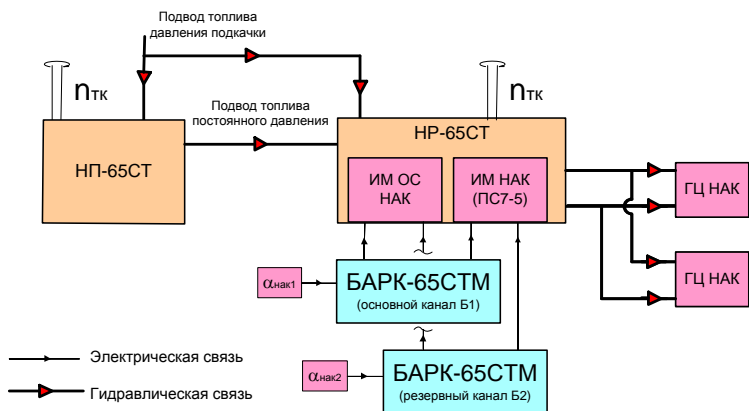 Подвод топлива
давления подкачки
nтк
nтк
Подвод топлива
постоянного давления
НП-65СТ
НР-65СТ
ИМ ОС
НАК
ИМ НАК
(ПС7-5)
ГЦ НАК
ГЦ НАК
αнак1
БАРК-65СТМ
(основной канал Б1)
Электрическая связь
αнак2
БАРК-65СТМ
(резервный канал Б2)
Гидравлическая связь